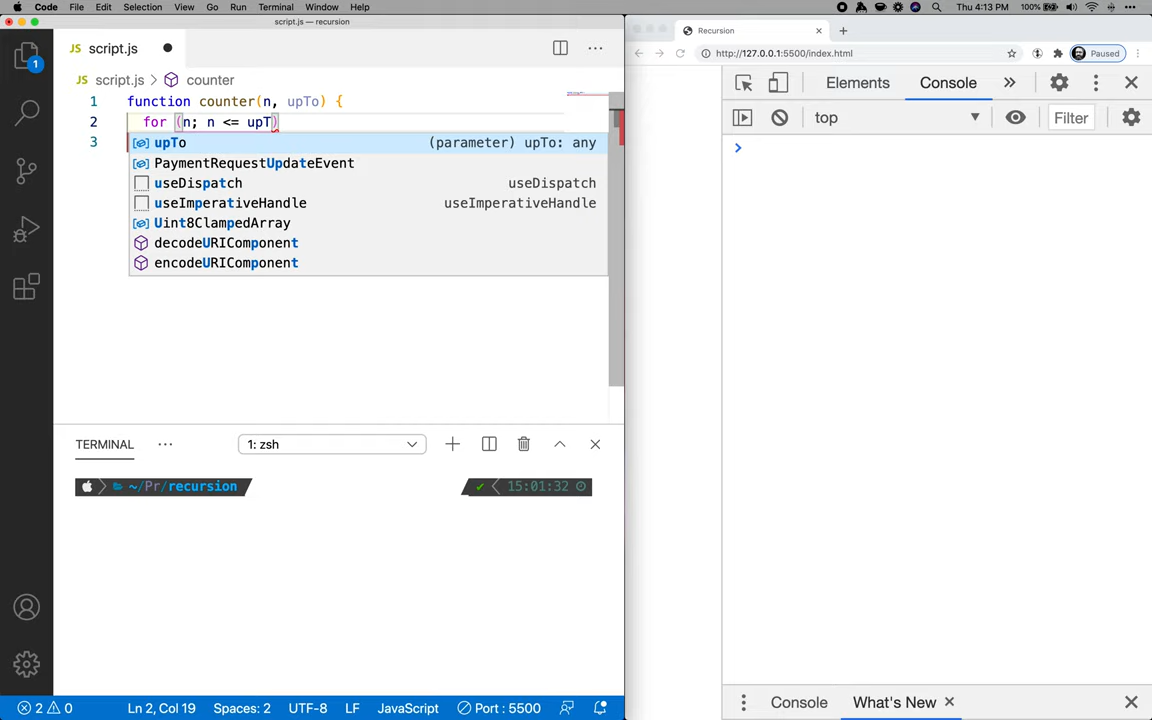 Code File Edit Selection View Go Run Terminal Window Help
Thu 4:13 PM 100%
script.js — recursion
JS script.js
JS script.js > counter
1 function counter(n, upTo) {
2 for (n; n <= upT)
3
upTo (parameter) upTo: any
PaymentRequestUpdateEvent
useDispatch useDispatch
useImperativeHandle useImperativeHandle
Uint8ClampedArray
decodeURIComponent
encodeURIComponent
1
TERMINAL ... 1: zsh
~/Pr/recursion 15:01:32
2 0 Ln 2, Col 19 Spaces: 2 UTF-8 LF JavaScript Port : 5500
Recursion
http://127.0.0.1:5500/index.html Paused
Elements Console
top Filter
Console What's New